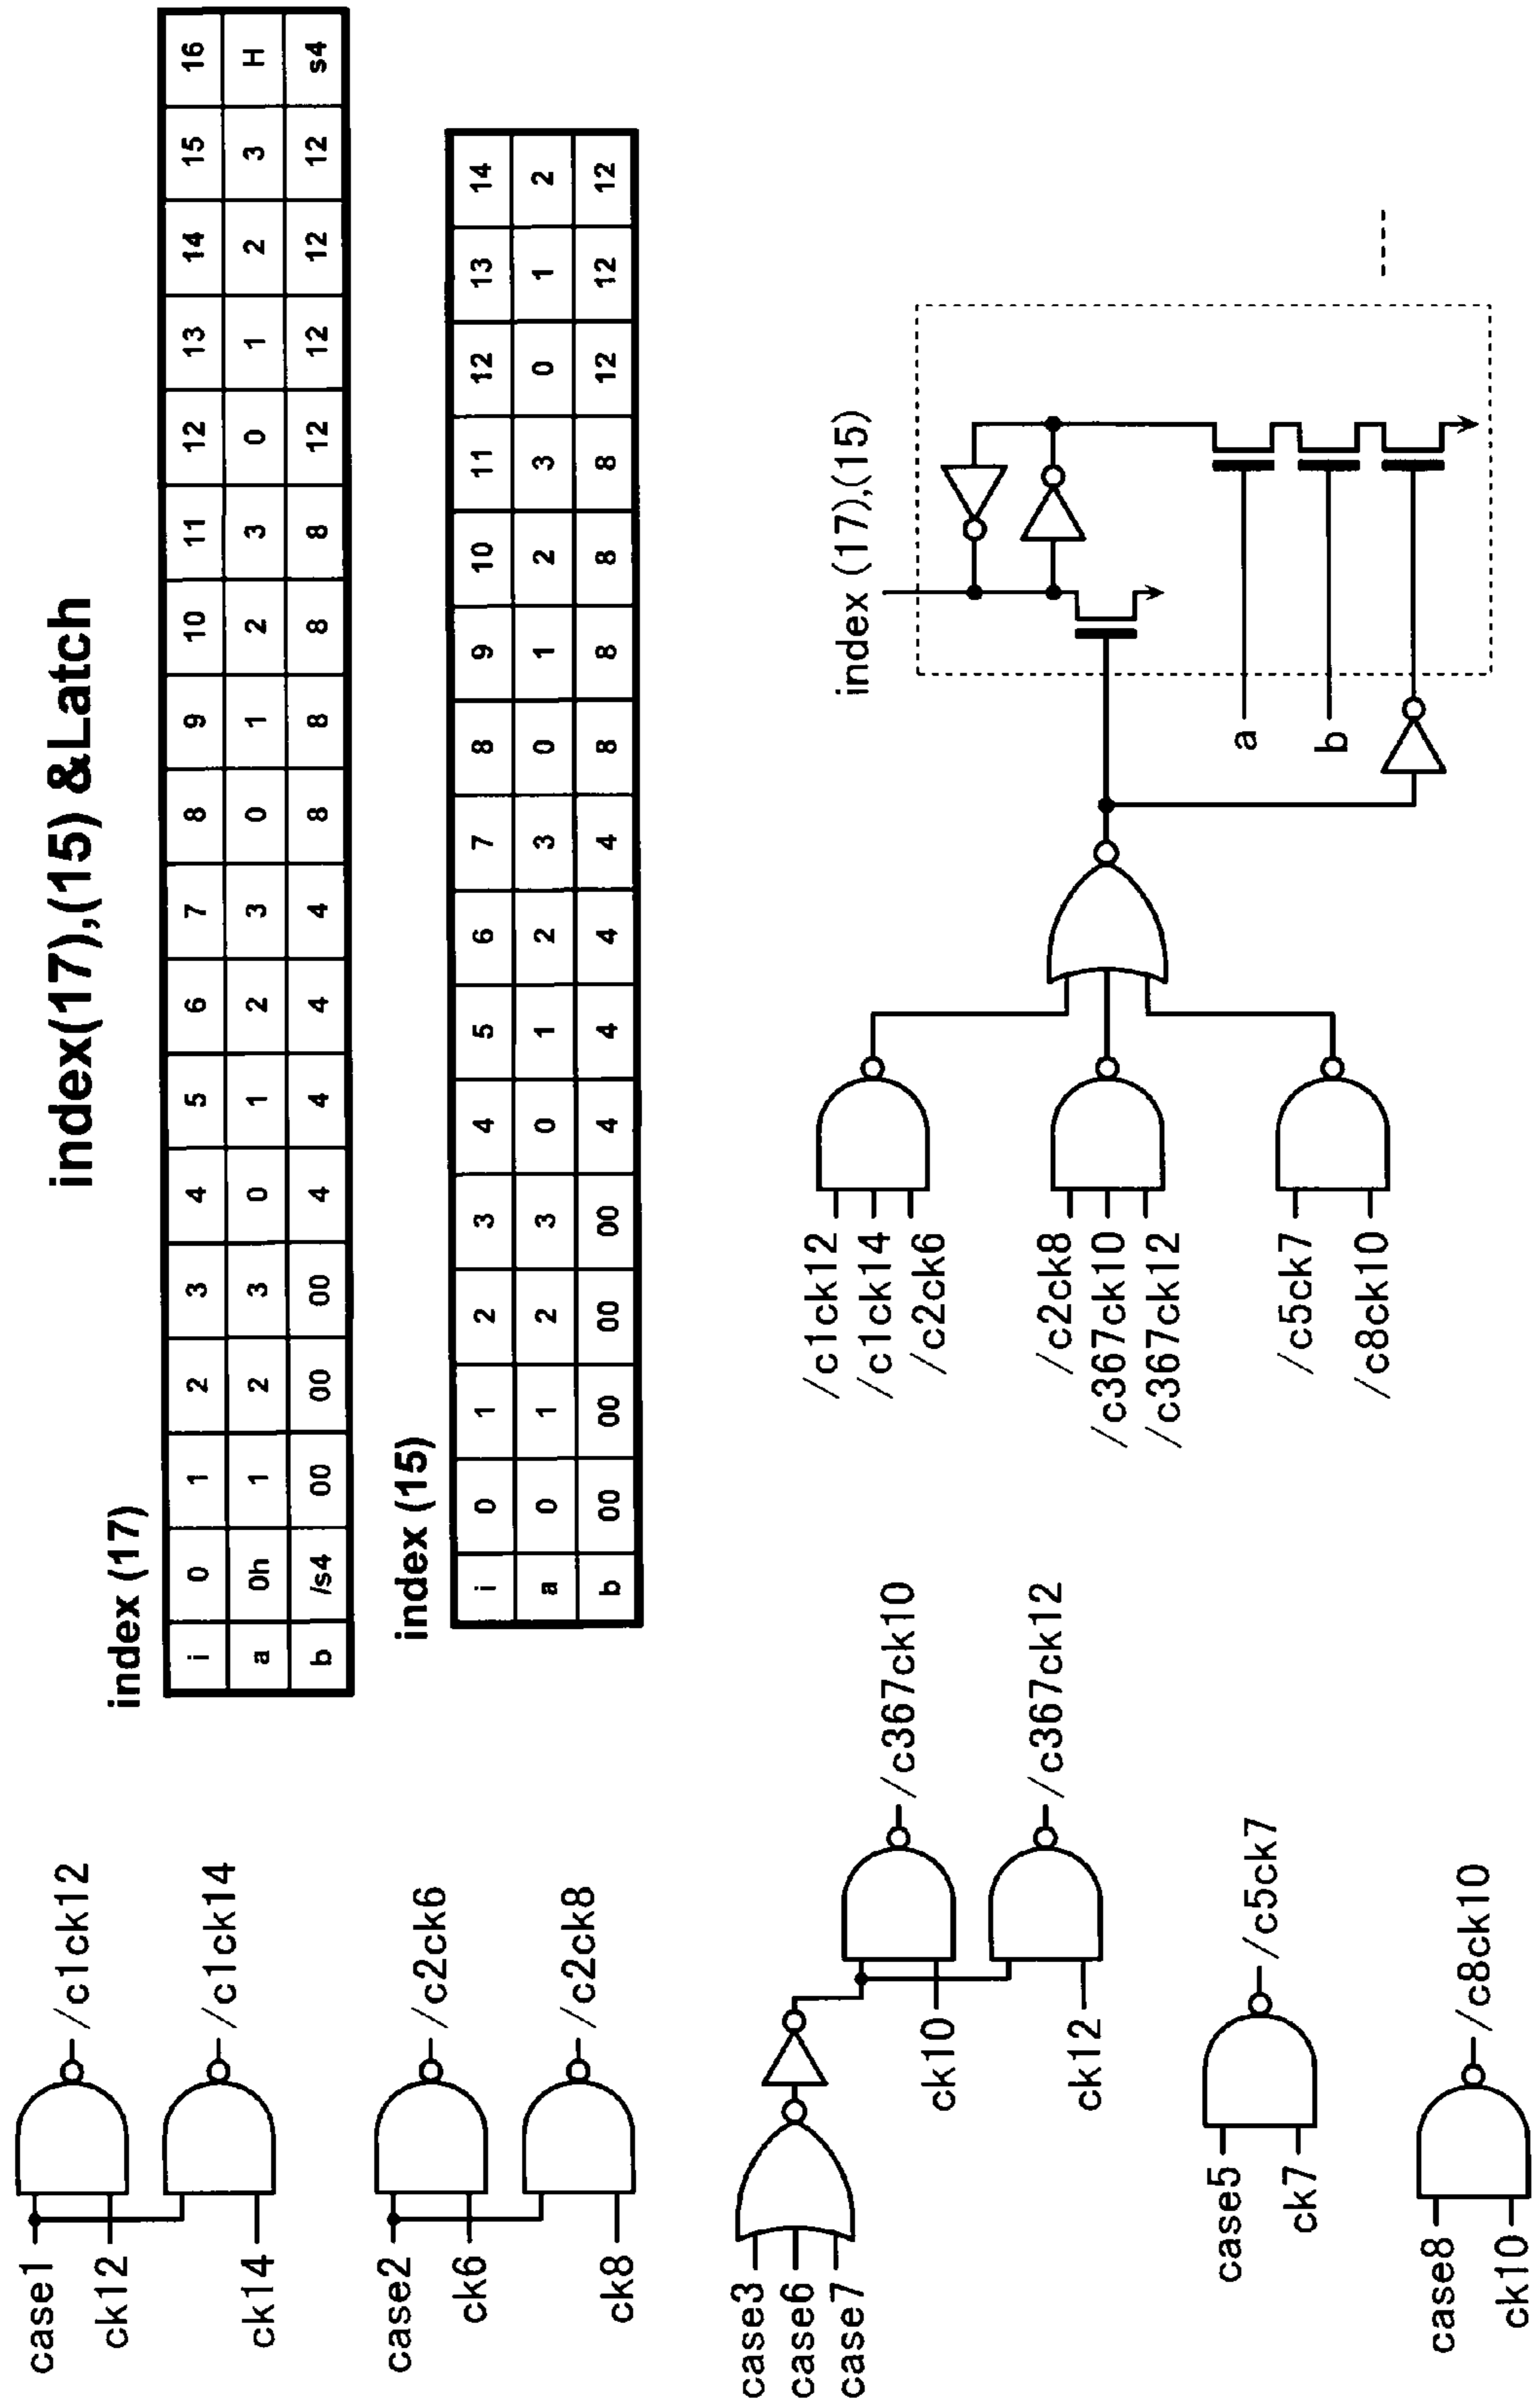 index(17),(15) &Latch
index (17)
i 0 1 2 3 4 5 6 7 8 9 10 11 12 13 14 15 16
a 0h 1 2 3 0 1 2 3 0 1 2 3 0 1 2 3 H
b /s4 00 00 00 4 4 4 4 8 8 8 8 12 12 12 12 s4
index (15)
i 0 1 2 3 4 5 6 7 8 9 10 11 12 13 14
a 0 1 2 3 0 1 2 3 0 1 2 3 0 1 2
b 00 00 00 00 4 4 4 4 8 8 8 8 12 12 12
case1
ck12
ck14
/c1ck12
/c1ck14
case2
ck6
ck8
/c2ck6
/c2ck8
case3
case6
case7
ck10
ck12
/c367ck10
/c367ck12
case5
ck7
/c5ck7
case8
ck10
/c8ck10
/c1ck12
/c1ck14
/c2ck6
/c2ck8
/c367ck10
/c367ck12
/c5ck7
/c8ck10
index (17),(15)
a
b